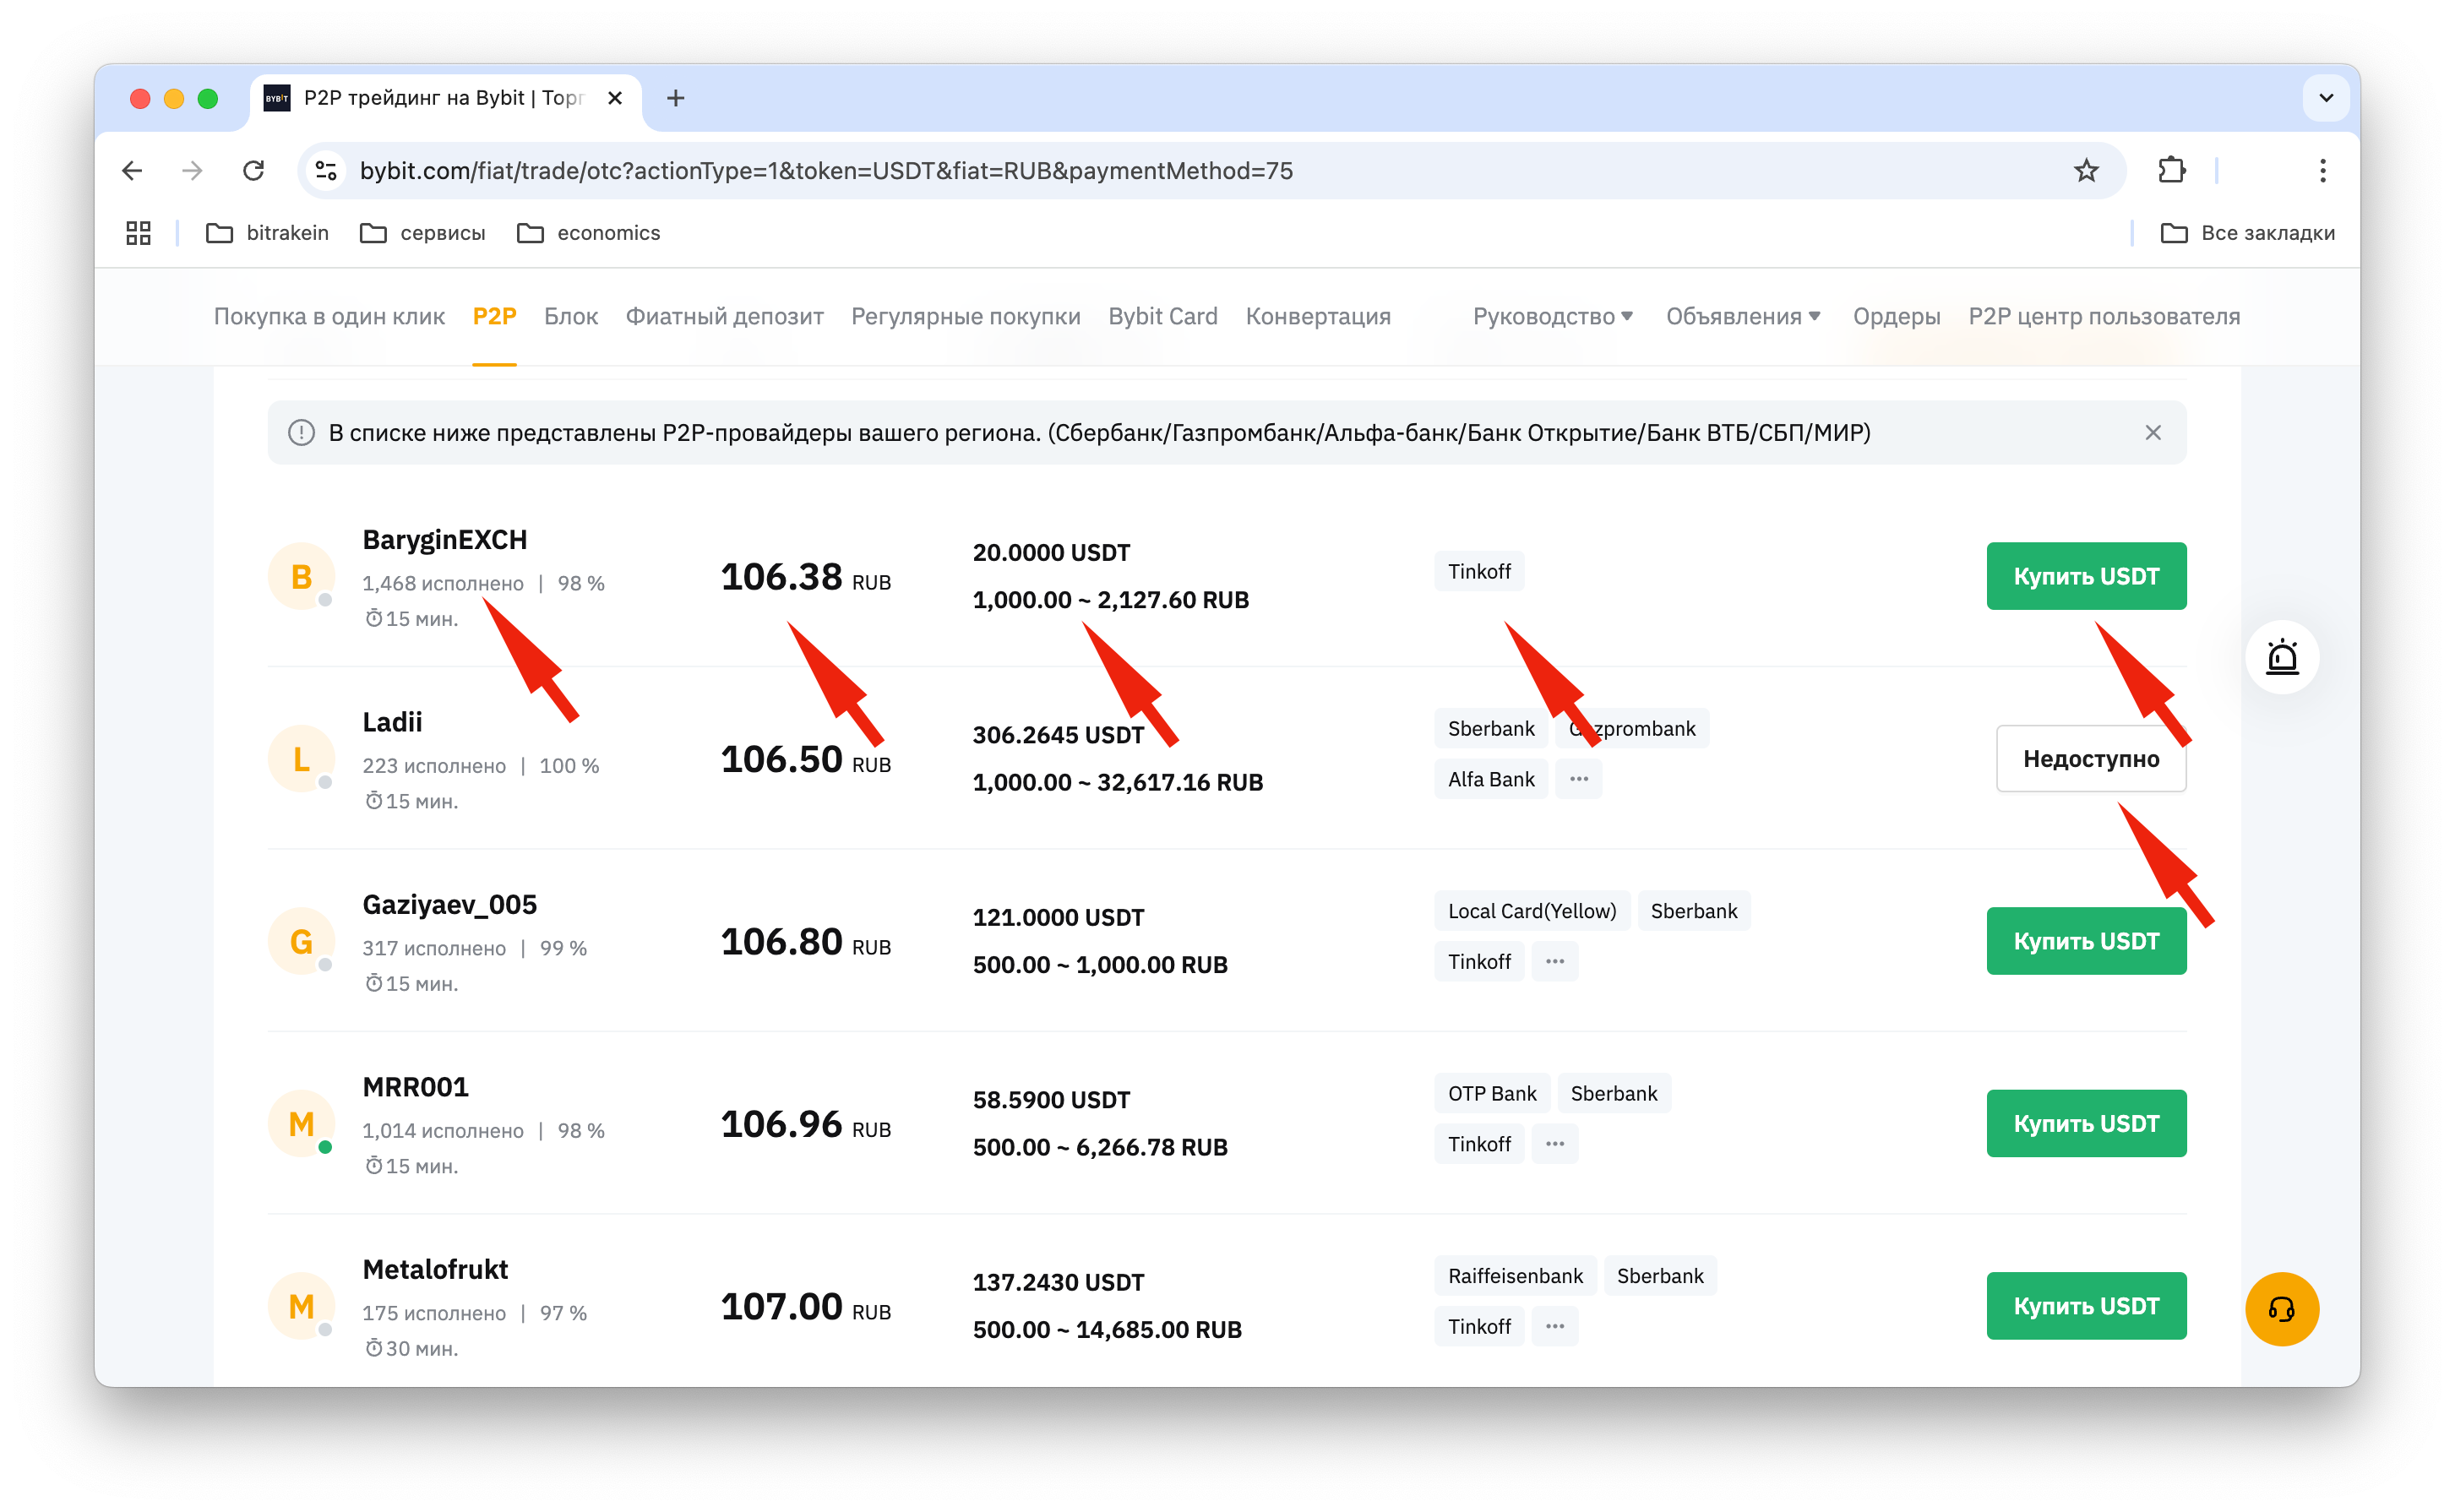 BYBIT P2P трейдинг на Bybit | Торг
bybit.com/fiat/trade/otc?actionType=1&token=USDT&fiat=RUB&paymentMethod=75
bitrakein сервисы economics Все закладки
Покупка в один клик P2P Блок Фиатный депозит Регулярные покупки Bybit Card Конвертация Руководство Объявления Ордеры P2P центр пользователя
В списке ниже представлены P2P-провайдеры вашего региона. (Сбербанк/Газпромбанк/Альфа-банк/Банк Открытие/Банк ВТБ/СБП/МИР)
B BaryginEXCH
1,468 исполнено | 98 %
15 мин.
106.38 RUB
20.0000 USDT
1,000.00 ~ 2,127.60 RUB
Tinkoff
Купить USDT
L Ladii
223 исполнено | 100 %
15 мин.
106.50 RUB
306.2645 USDT
1,000.00 ~ 32,617.16 RUB
Sberbank Gazprombank
Alfa Bank ...
Недоступно
G Gaziyaev_005
317 исполнено | 99 %
15 мин.
106.80 RUB
121.0000 USDT
500.00 ~ 1,000.00 RUB
Local Card(Yellow) Sberbank
Tinkoff ...
Купить USDT
M MRR001
1,014 исполнено | 98 %
15 мин.
106.96 RUB
58.5900 USDT
500.00 ~ 6,266.78 RUB
OTP Bank Sberbank
Tinkoff ...
Купить USDT
M Metalofrukt
175 исполнено | 97 %
30 мин.
107.00 RUB
137.2430 USDT
500.00 ~ 14,685.00 RUB
Raiffeisenbank Sberbank
Tinkoff ...
Купить USDT